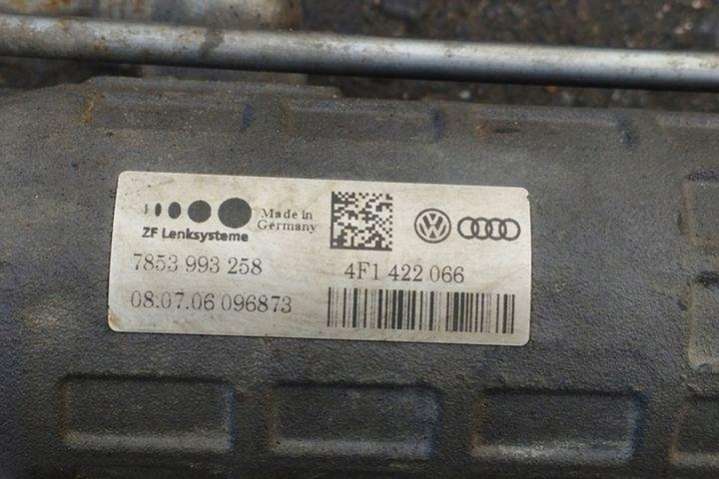 Made in
Germany
ZF Lenksysteme
7853 993 258
08.07.06 096873
4F1 422 066